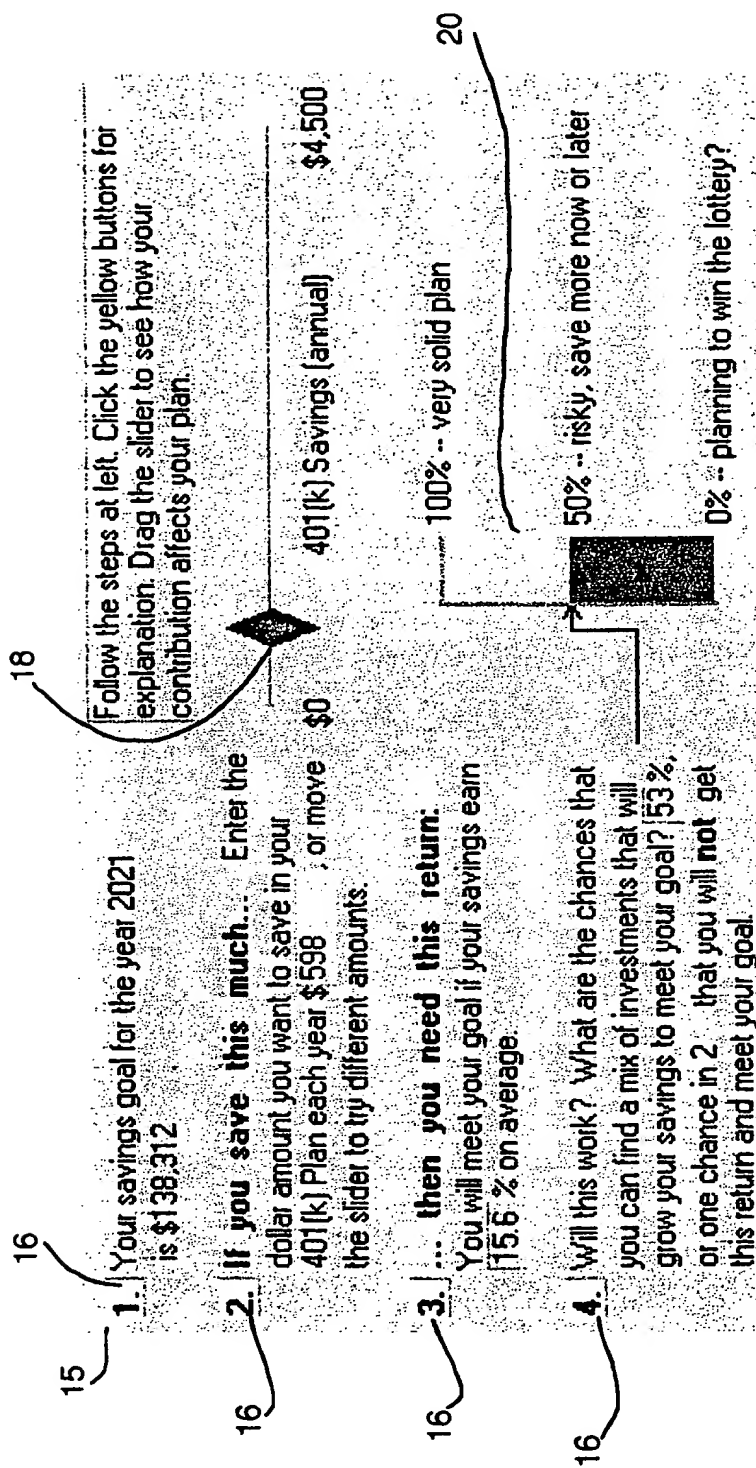 15
16
1. Your savings goal for the year 2021
is $138,312
16
2. If you save this much... Enter the
dollar amount you want to save in your
401(k) Plan each year $598 , or move
the slider to try different amounts.
16
3. ... then you need this return.
You will meet your goal if your savings earn
15.6 % on average.
16
4. Will this work? What are the chances that
you can find a mix of investments that will
grow your savings to meet your goal? 53%,
or one chance in 2 that you will not get
this return and meet your goal.
18
Follow the steps at left. Click the yellow buttons for
explanation. Drag the slider to see how your
contribution affects your plan.
$0 401(k) Savings (annual) $4,500
20
100% -- very solid plan
50% -- risky, save more now or later
0% -- planning to win the lottery?